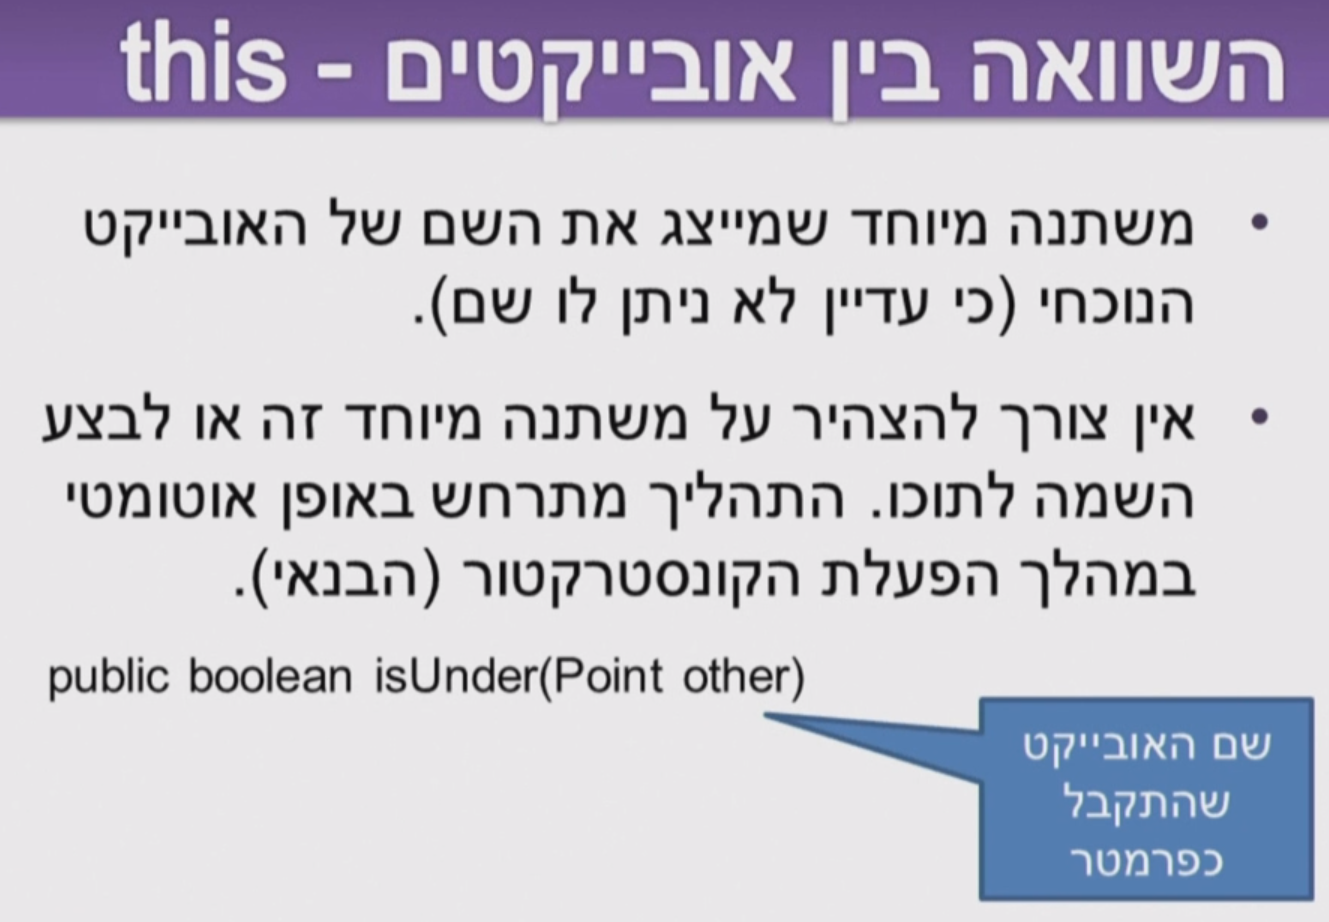 השוואה בין אובייקטים - this
משתנה מיוחד שמייצג את השם של האובייקט
הנוכחי (כי עדיין לא ניתן לו שם).
אין צורך להצהיר על משתנה מיוחד זה או לבצע
השמה לתוכו. התהליך מתרחש באופן אוטומטי
במהלך הפעלת הקונסטרקטור (הבנאי).
public boolean isUnder(Point other)
שם האובייקט
שהתקבל
כפרמטר